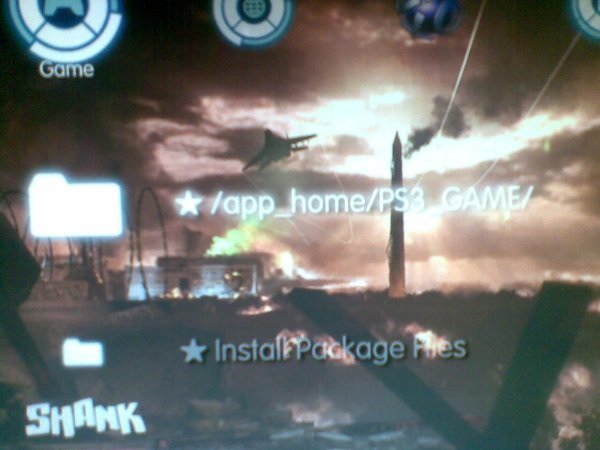 Game
★ /app_home/PS3_GAME/
★ Install Package Files
SHANK